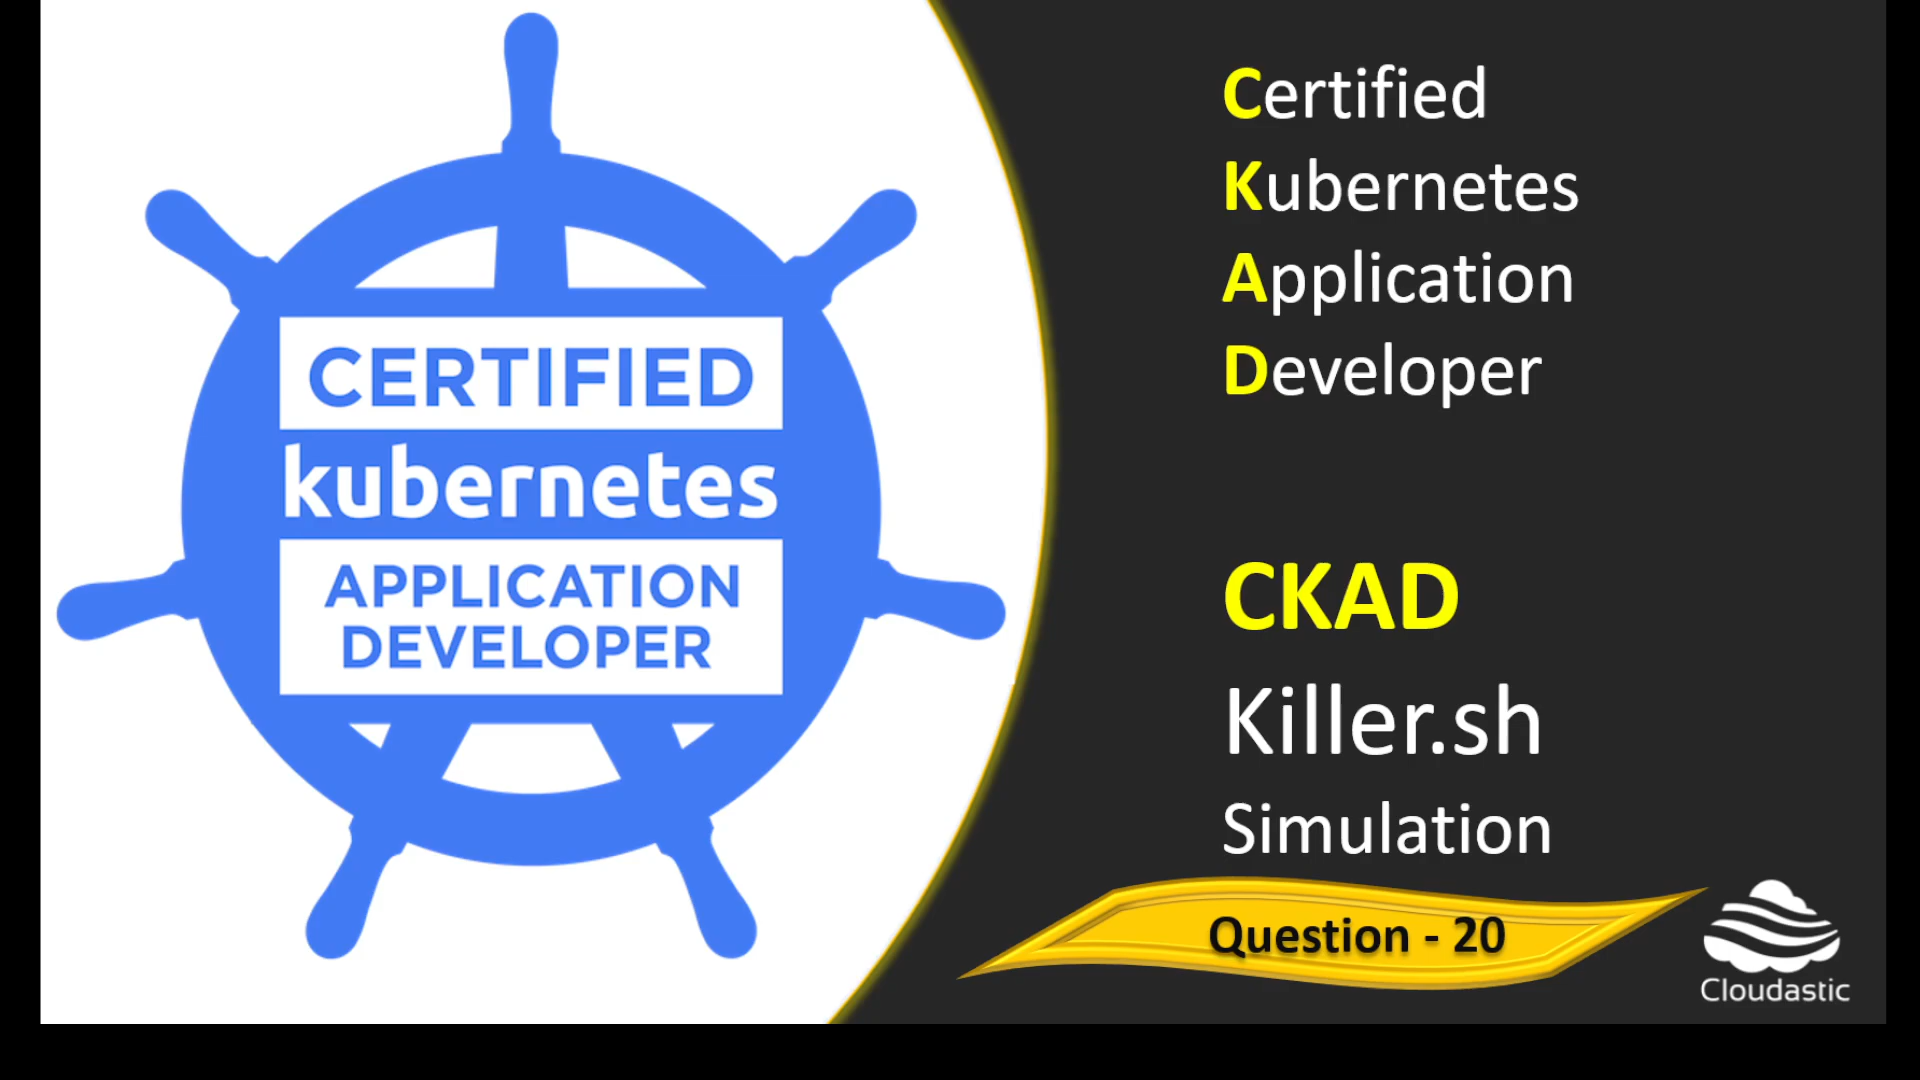 CERTIFIED
kubernetes
APPLICATION
DEVELOPER
Certified
Kubernetes
Application
Developer
CKAD
Killer.sh
Simulation
Question - 20
Cloudastic